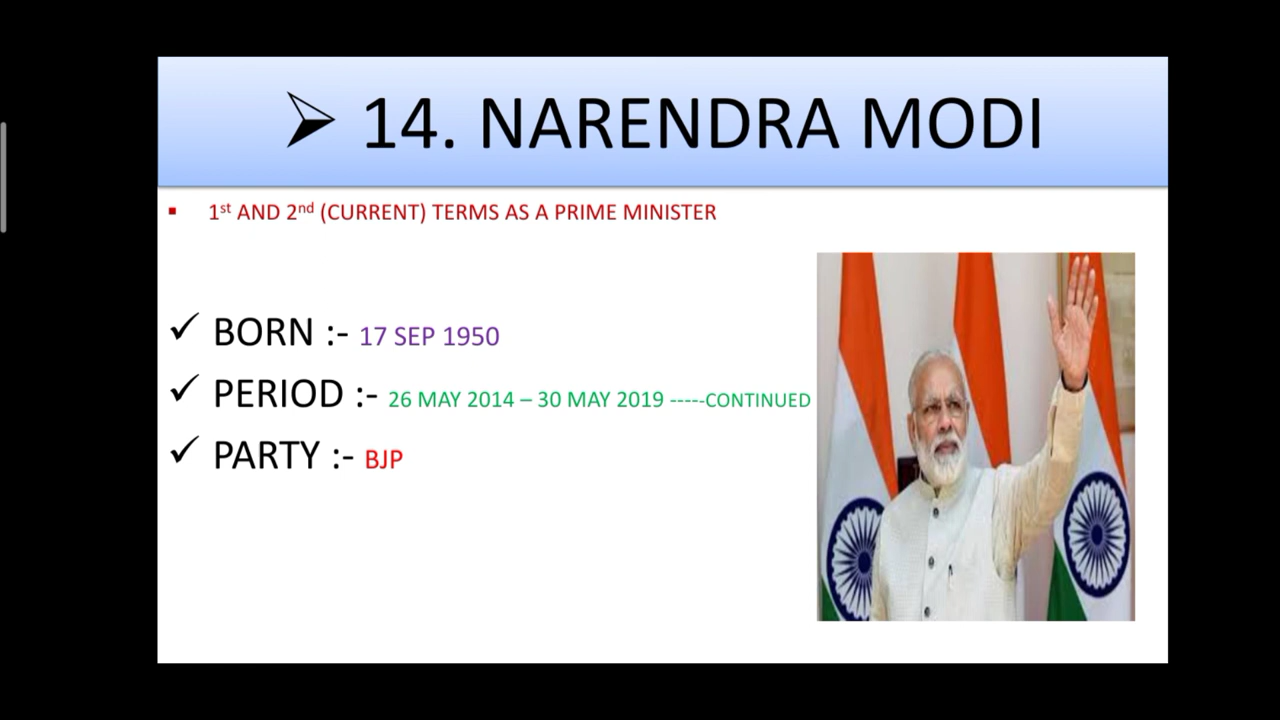 ➢ 14. NARENDRA MODI
▪ 1st AND 2nd (CURRENT) TERMS AS A PRIME MINISTER
✓ BORN :- 17 SEP 1950
✓ PERIOD :- 26 MAY 2014 – 30 MAY 2019 -----CONTINUED
✓ PARTY :- BJP